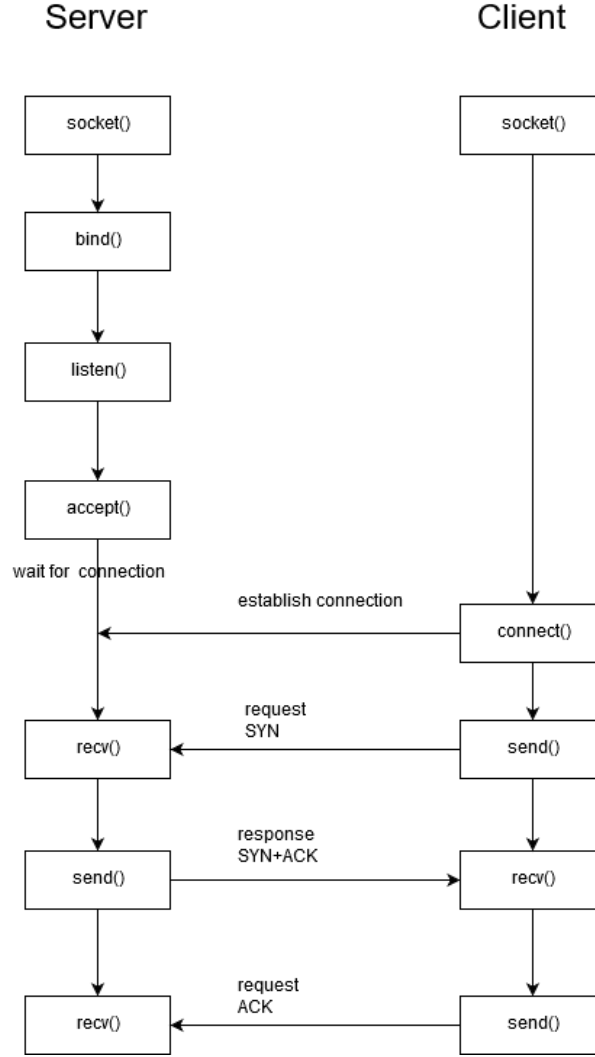 Server
Client
socket()
socket()
bind()
listen()
accept()
wait for  connection
establish connection
connect()
request
SYN
recv()
send()
response
SYN+ACK
send()
recv()
request
ACK
recv()
send()